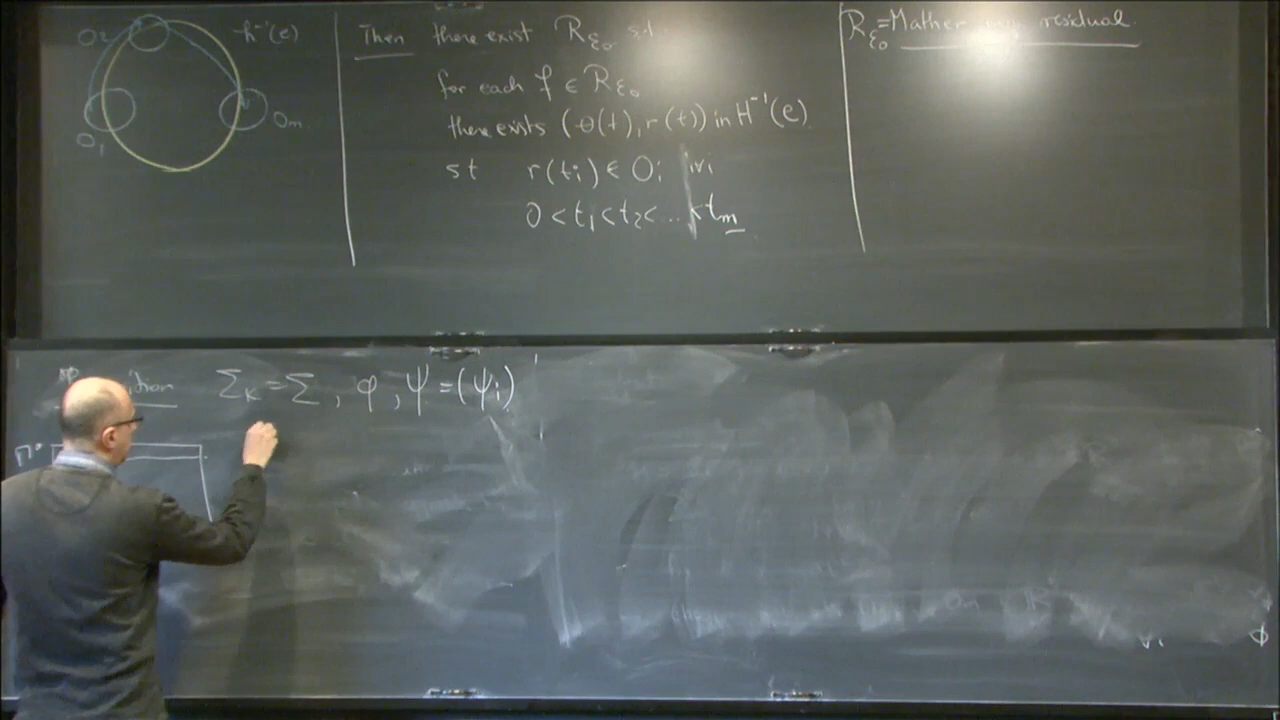 O₂
h⁻¹(e)
O₁
Oₘ
Then there exist R_{ε₀} s.t.
for each f ∈ R_{ε₀}
there exists (θ(t), r(t)) in H⁻¹(e)
st r(tᵢ) ∈ Oᵢ ∀i
0 < t₁ < t₂ < ... < tₘ
R_{ε₀} = Mather residual
Σ_K = Σ, φ, ψ = (ψᵢ)